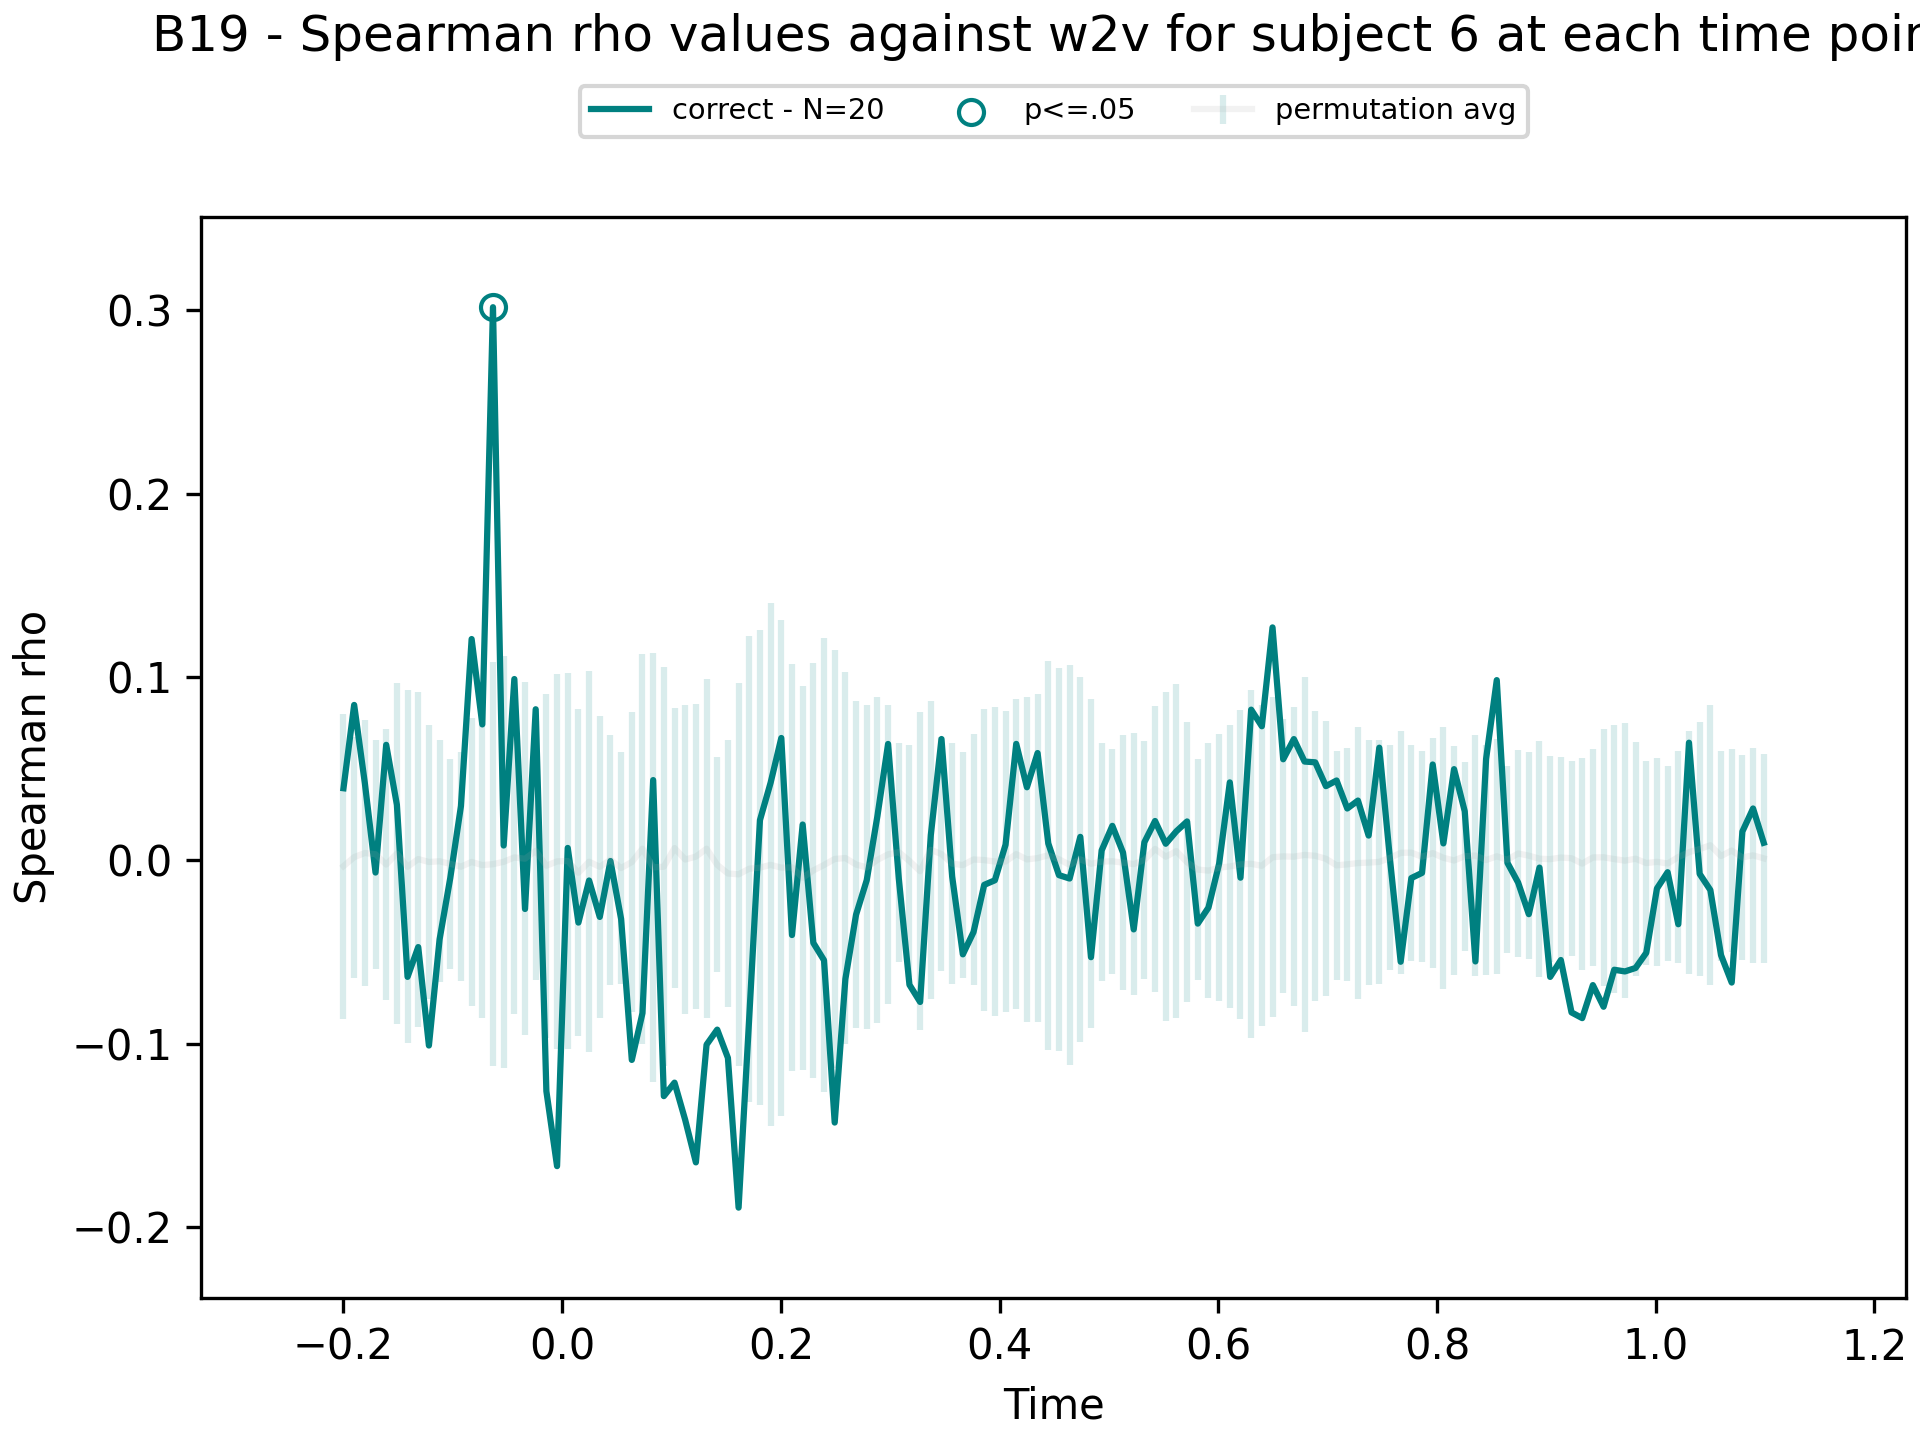 B19 - Spearman rho values against w2v for subject 6 at each time poin
correct - N=20
p<=.05
permutation avg
0.3
0.2
0.1
0.0
−0.1
−0.2
Spearman rho
−0.2
0.0
0.2
0.4
0.6
0.8
1.0
1.2
Time